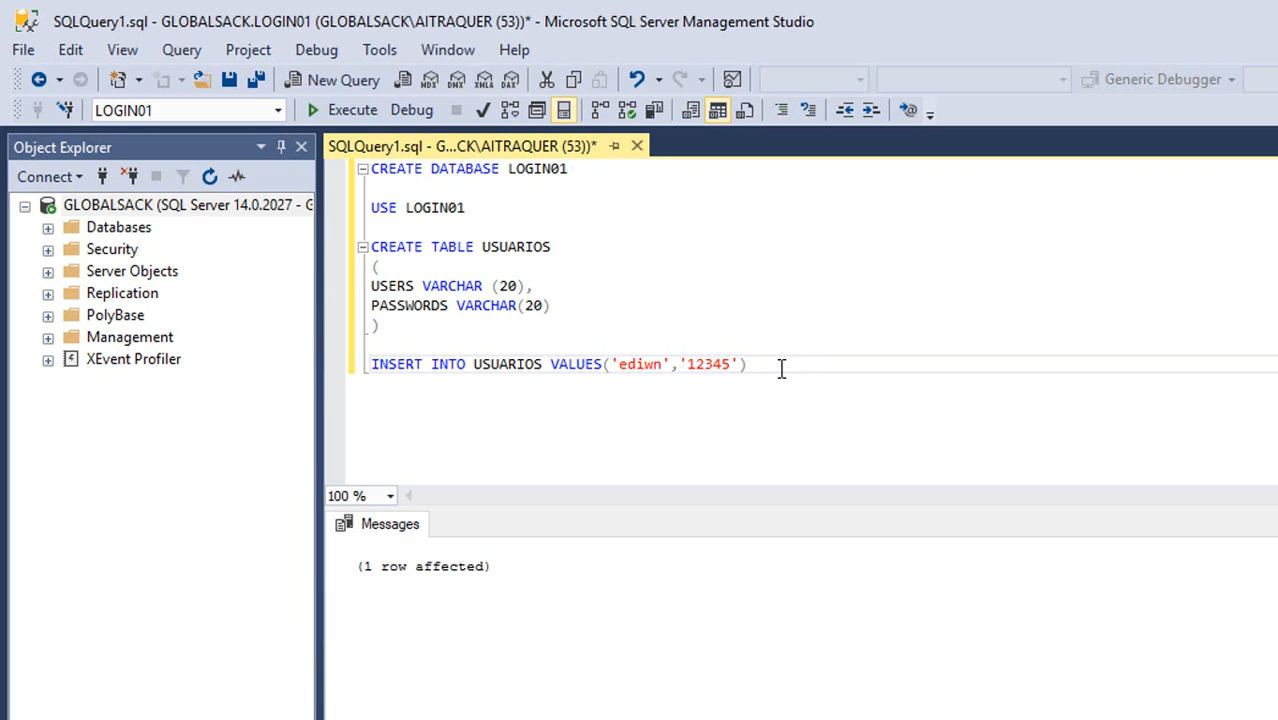 SQLQuery1.sql - GLOBALSACK.LOGIN01 (GLOBALSACK\AITRAQUER (53))* - Microsoft SQL Server Management Studio
File Edit View Query Project Debug Tools Window Help
New Query MDX DMX XMLA DAX Generic Debugger
LOGIN01 Execute Debug
Object Explorer
Connect
GLOBALSACK (SQL Server 14.0.2027 - G
Databases
Security
Server Objects
Replication
PolyBase
Management
XEvent Profiler
SQLQuery1.sql - G...CK\AITRAQUER (53))*
CREATE DATABASE LOGIN01
USE LOGIN01
CREATE TABLE USUARIOS
(
USERS VARCHAR (20),
PASSWORDS VARCHAR(20)
)
INSERT INTO USUARIOS VALUES('ediwn','12345')
100 %
Messages
(1 row affected)